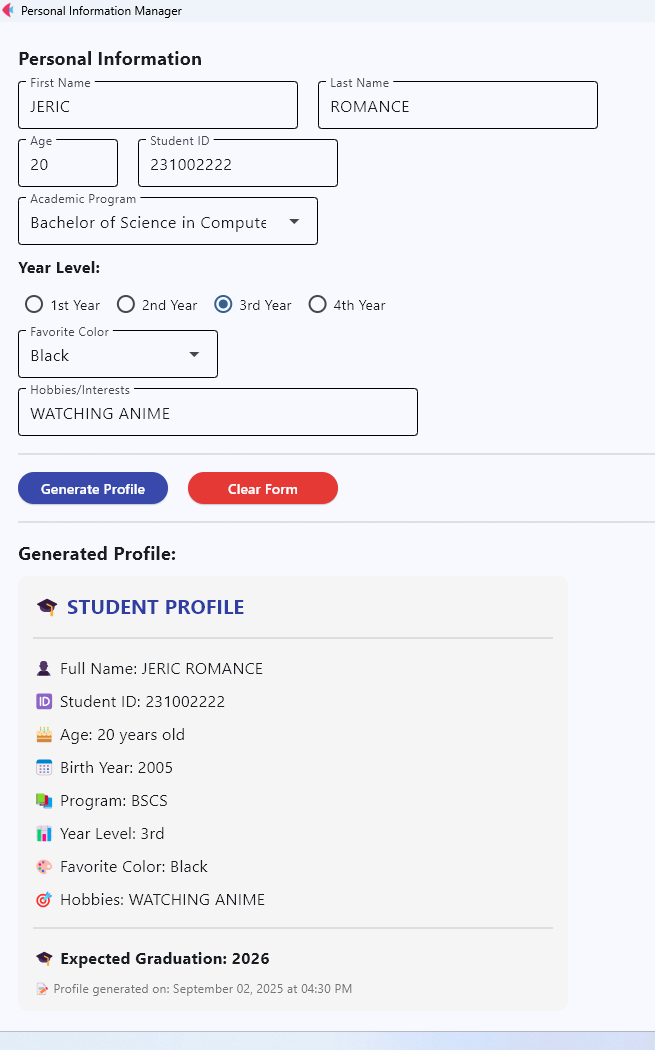 Personal Information Manager
Personal Information
First Name
Last Name
JERIC
ROMANCE
Age
Student ID
20
231002222
Academic Program
Bachelor of Science in Compute
Year Level:
1st Year 2nd Year 3rd Year 4th Year
Favorite Color
Black
Hobbies/Interests
WATCHING ANIME
Generate Profile
Clear Form
Generated Profile:
STUDENT PROFILE
Full Name: JERIC ROMANCE
ID Student ID: 231002222
Age: 20 years old
Birth Year: 2005
Program: BSCS
Year Level: 3rd
Favorite Color: Black
Hobbies: WATCHING ANIME
Expected Graduation: 2026
Profile generated on: September 02, 2025 at 04:30 PM